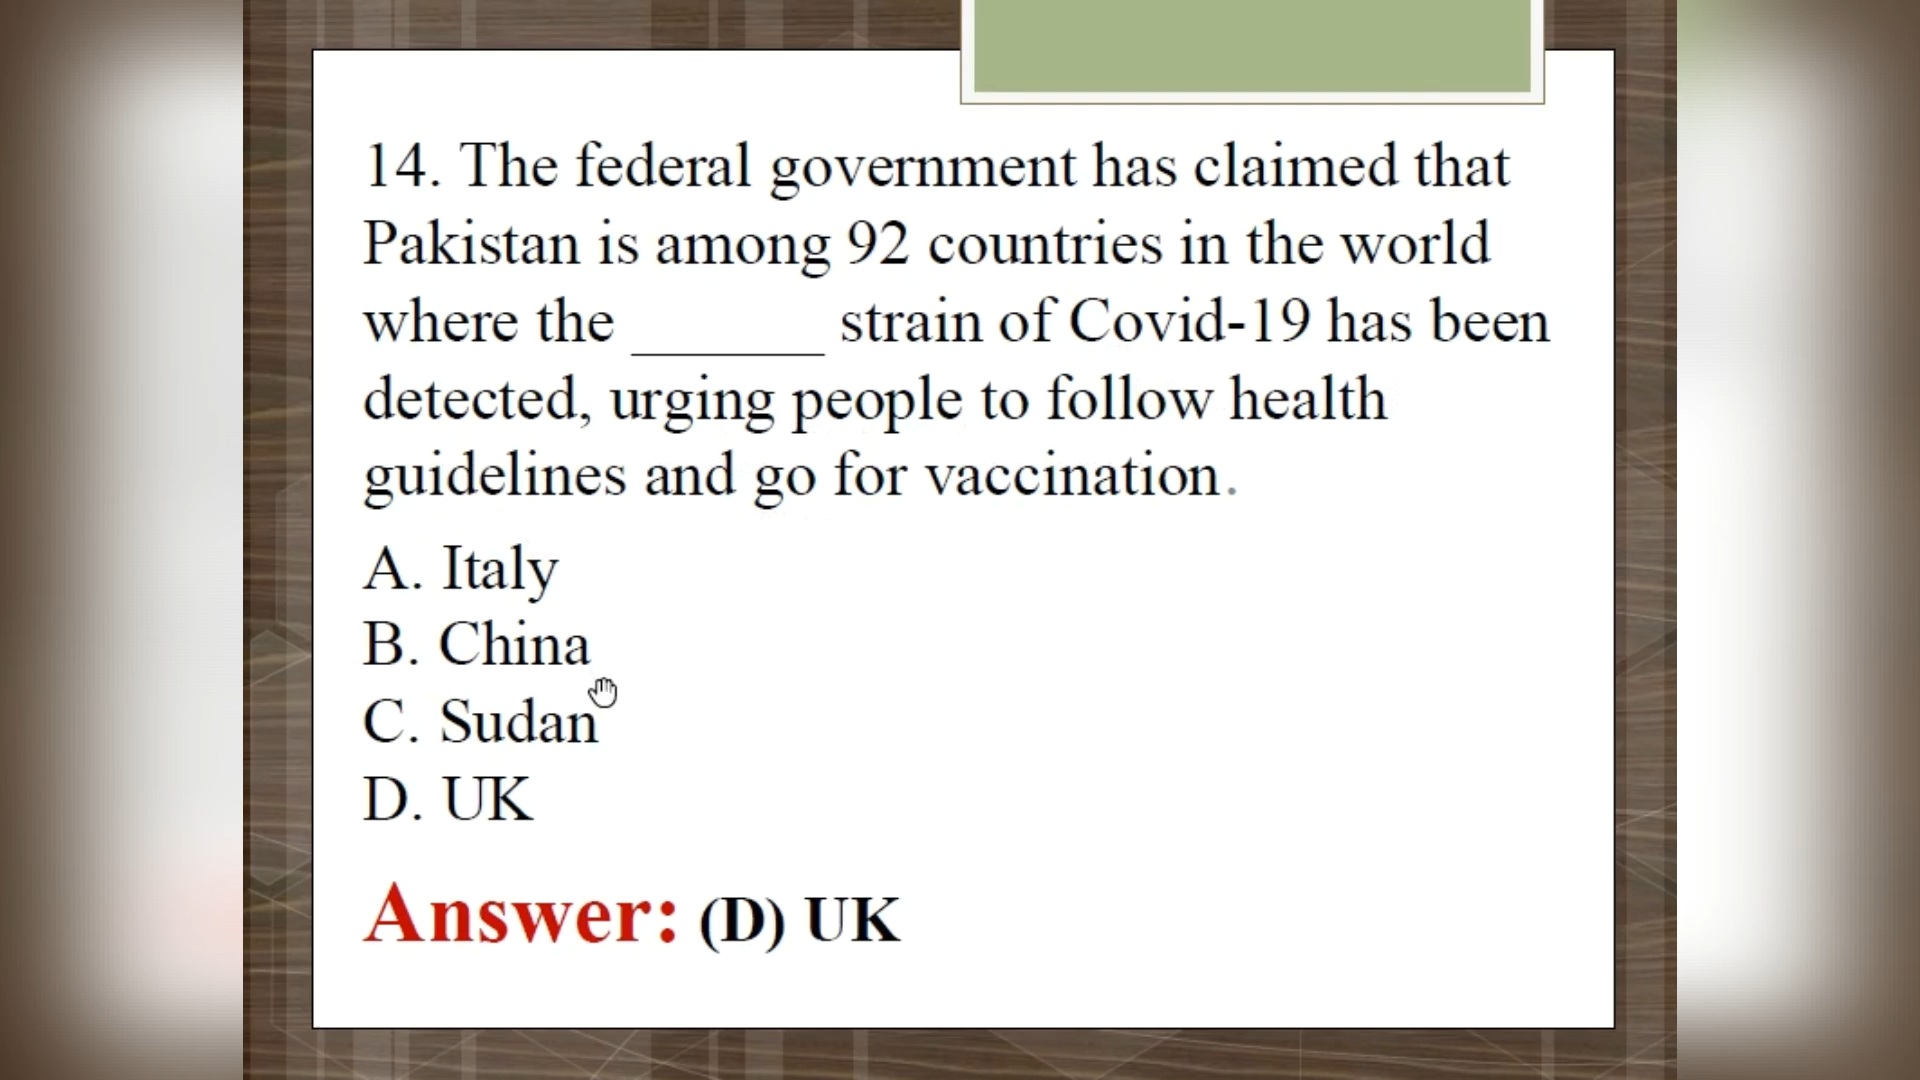 14. The federal government has claimed that
Pakistan is among 92 countries in the world
where the ______ strain of Covid-19 has been
detected, urging people to follow health
guidelines and go for vaccination.
A. Italy
B. China
C. Sudan
D. UK
Answer: (D) UK